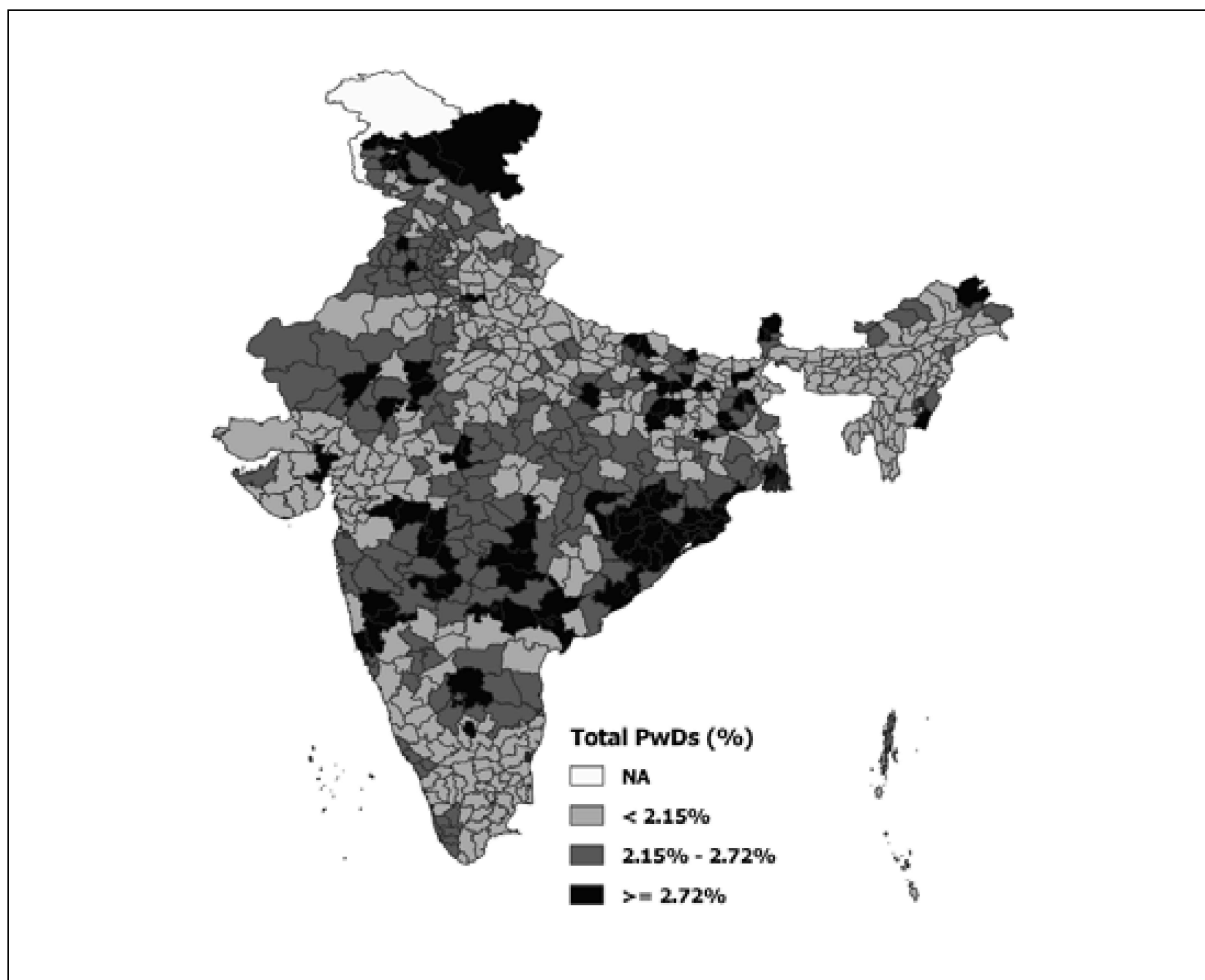 Total PwDs (%)
NA
< 2.15%
2.15% - 2.72%
>= 2.72%